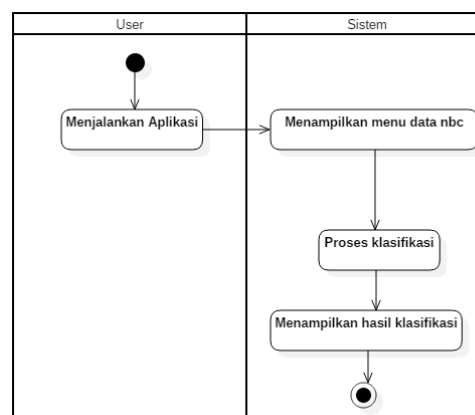 User
Sistem
Menjalankan Aplikasi
Menampilkan menu data nbc
Proses klasifikasi
Menampilkan hasil klasifikasi